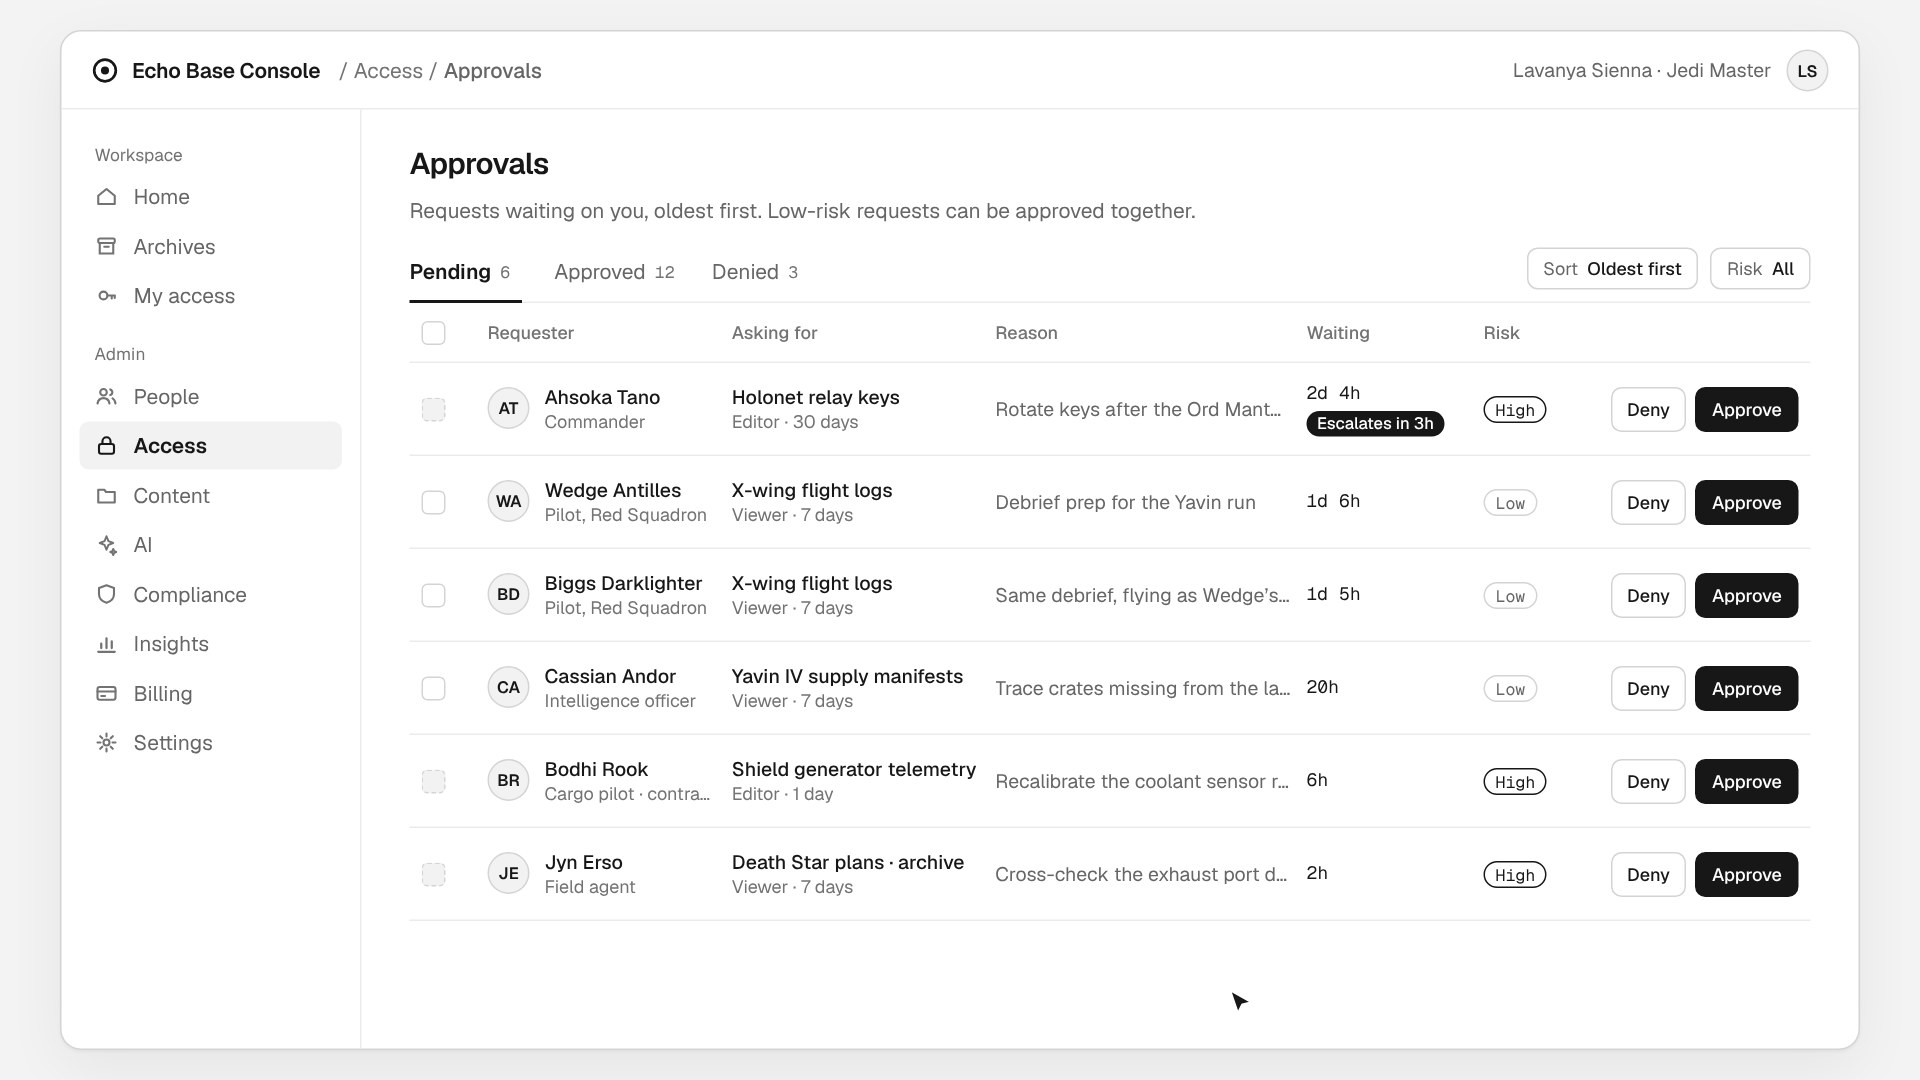 Echo Base Console / Access / Approvals
Lavanya Sienna · Jedi Master LS
Workspace
Home
Archives
My access
Admin
People
Access
Content
AI
Compliance
Insights
Billing
Settings
Approvals
Requests waiting on you, oldest first. Low-risk requests can be approved together.
Pending 6 Approved 12 Denied 3
Sort Oldest first Risk All
Requester Asking for Reason Waiting Risk
AT Ahsoka Tano Holonet relay keys Rotate keys after the Ord Mant... 2d 4h High Deny Approve
Commander Editor · 30 days Escalates in 3h
WA Wedge Antilles X-wing flight logs Debrief prep for the Yavin run 1d 6h Low Deny Approve
Pilot, Red Squadron Viewer · 7 days
BD Biggs Darklighter X-wing flight logs Same debrief, flying as Wedge’s... 1d 5h Low Deny Approve
Pilot, Red Squadron Viewer · 7 days
CA Cassian Andor Yavin IV supply manifests Trace crates missing from the la... 20h Low Deny Approve
Intelligence officer Viewer · 7 days
BR Bodhi Rook Shield generator telemetry Recalibrate the coolant sensor r... 6h High Deny Approve
Cargo pilot · contra... Editor · 1 day
JE Jyn Erso Death Star plans · archive Cross-check the exhaust port d... 2h High Deny Approve
Field agent Viewer · 7 days